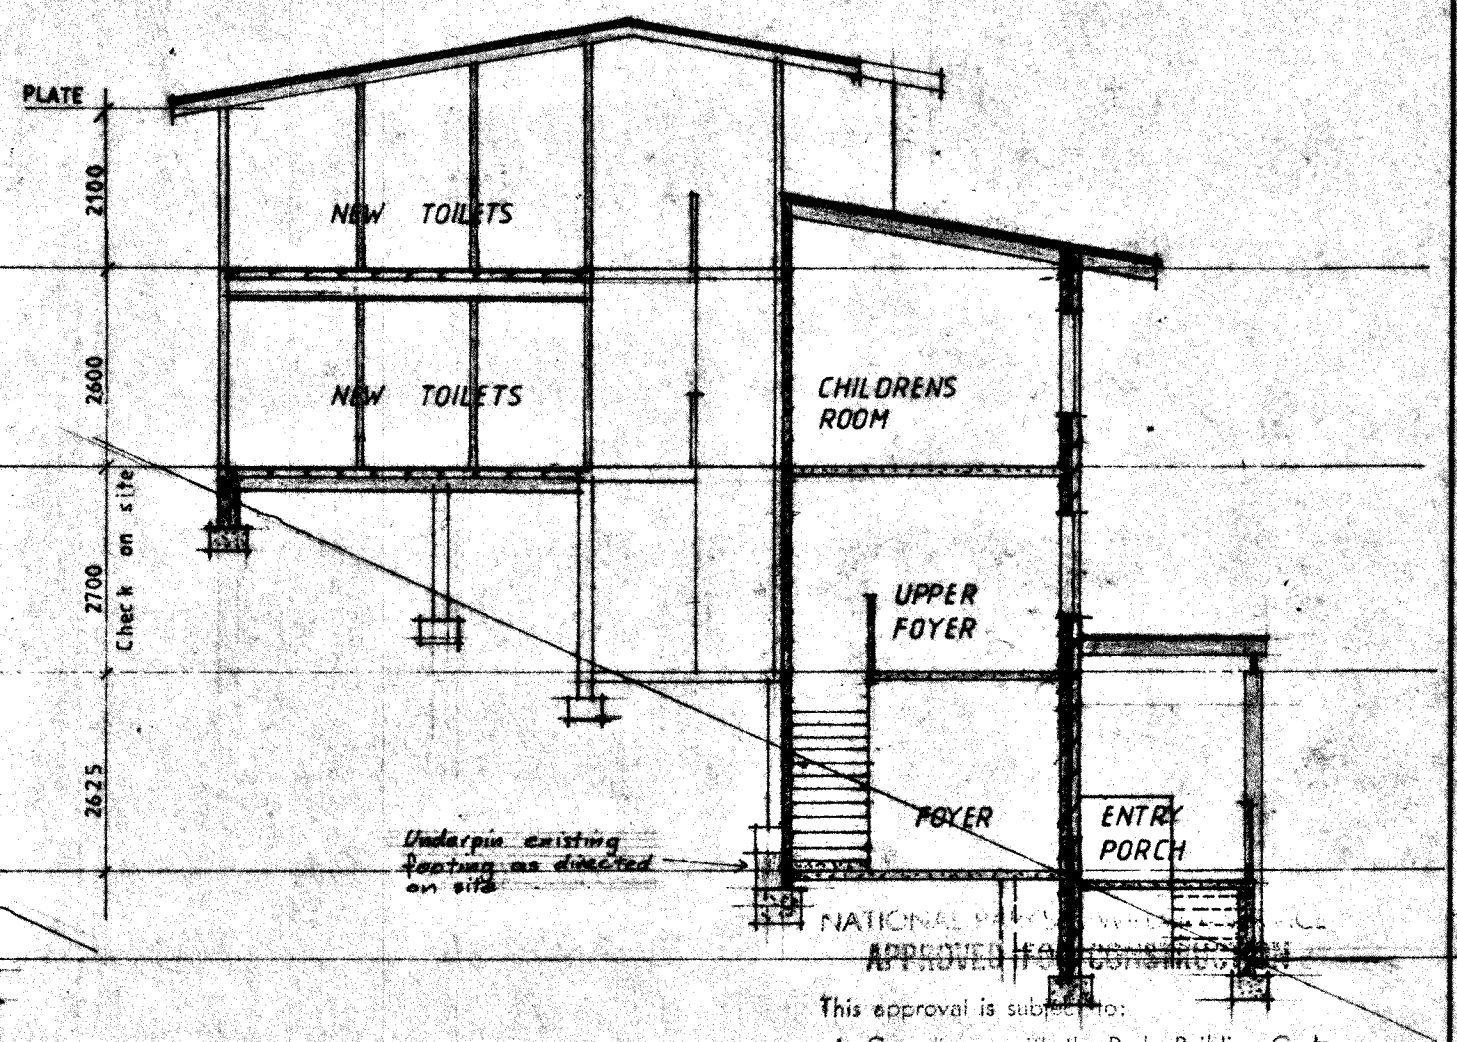 PLATE
2100
NEW TOILETS
2600
NEW TOILETS
CHILDRENS
ROOM
Check on site
2700
UPPER
FOYER
2625
FOYER
ENTRY
PORCH
Underpin existing
footing as directed
on site
NATIONAL
APPROVED FOR CONSTRUCTION
This approval is subject to: